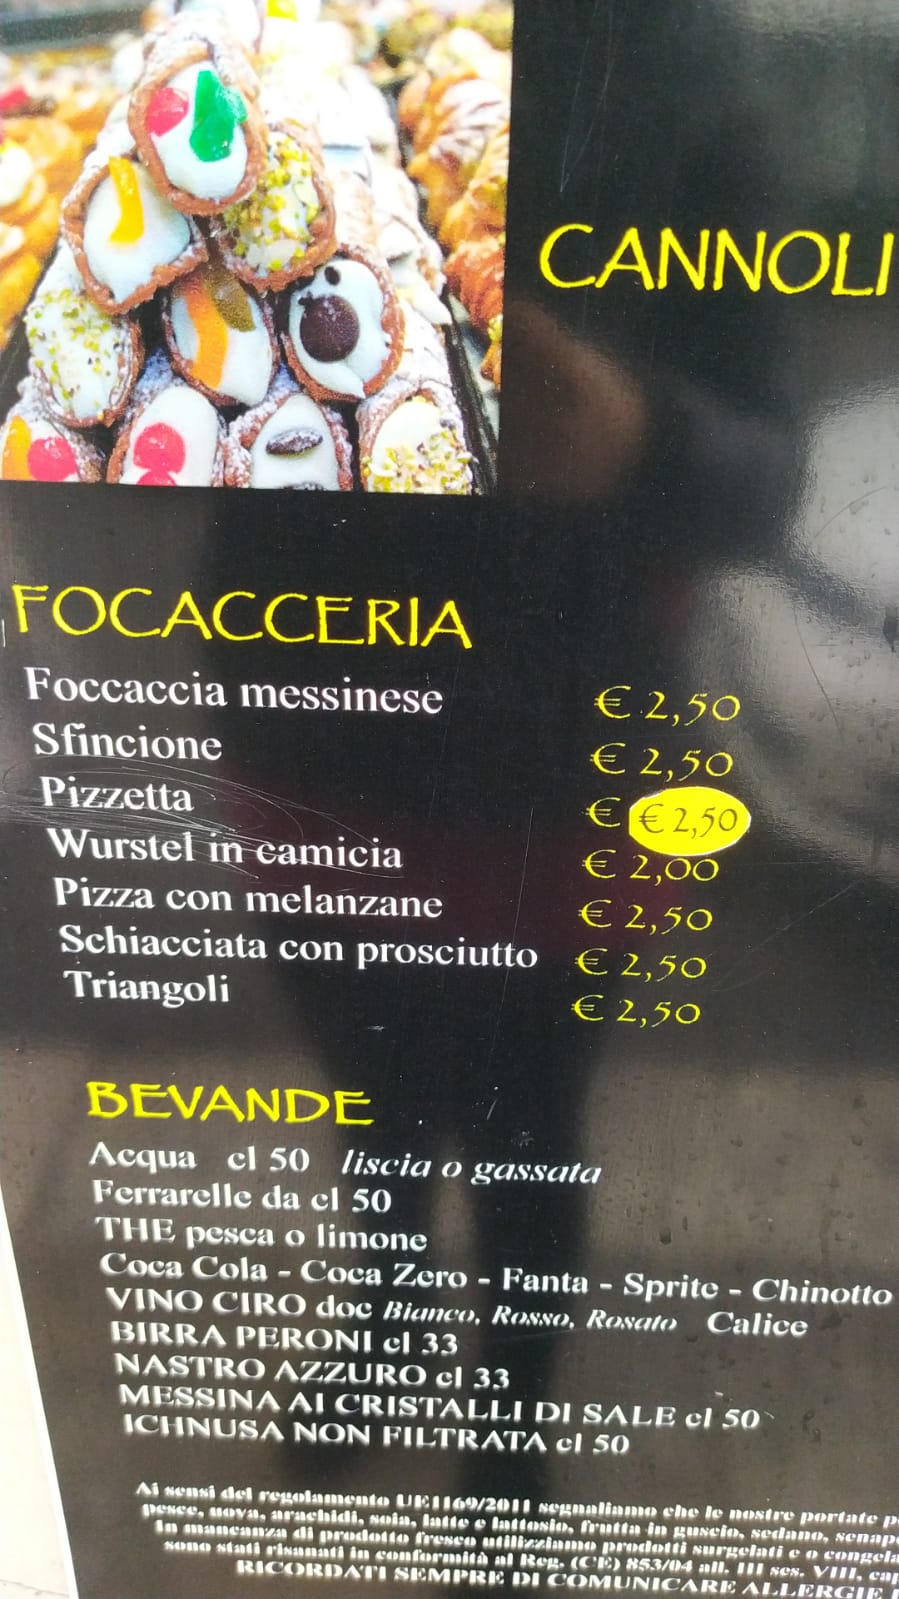 CANNOLI
FOCACCERIA
Foccaccia messinese € 2,50
Sfincione € 2,50
Pizzetta € € 2,50
Wurstel in camicia € 2,00
Pizza con melanzane € 2,50
Schiacciata con prosciutto € 2,50
Triangoli € 2,50
BEVANDE
Acqua cl 50 liscia o gassata
Ferrarelle da cl 50
THE pesca o limone
Coca Cola - Coca Zero - Fanta - Sprite - Chinotto
VINO CIRO doc Bianco, Rosso, Rosato Calice
BIRRA PERONI cl 33
NASTRO AZZURO cl 33
MESSINA AI CRISTALLI DI SALE cl 50
ICHNUSA NON FILTRATA cl 50
Ai sensi del regolamento UE1169/2011 segnaliamo che le nostre portate
pesce, uova, arachidi, soia, latte e lattosio, frutta in guscio, sedano,
In mancanza di prodotto fresco utilizziamo prodotti surgelati e o
sono stati risanati in conformità al Reg. (CE) 853/04 all. III ses. VIII,
RICORDATI SEMPRE DI COMUNICARE ALLERGIE